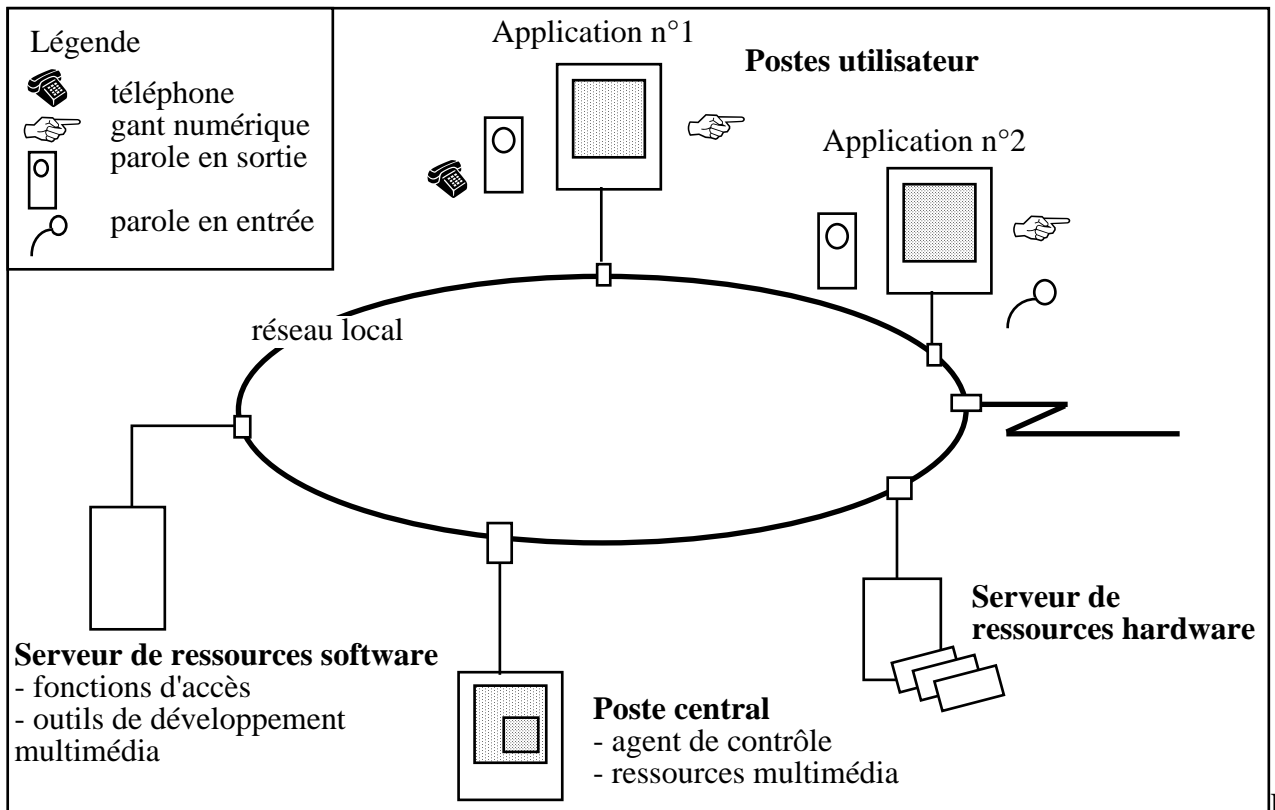 Légende
téléphone
gant numérique
parole en sortie
parole en entrée
Application n°1
Postes utilisateur
Application n°2
réseau local
Serveur de ressources software
- fonctions d'accès
- outils de développement
multimédia
Poste central
- agent de contrôle
- ressources multimédia
Serveur de
ressources hardware